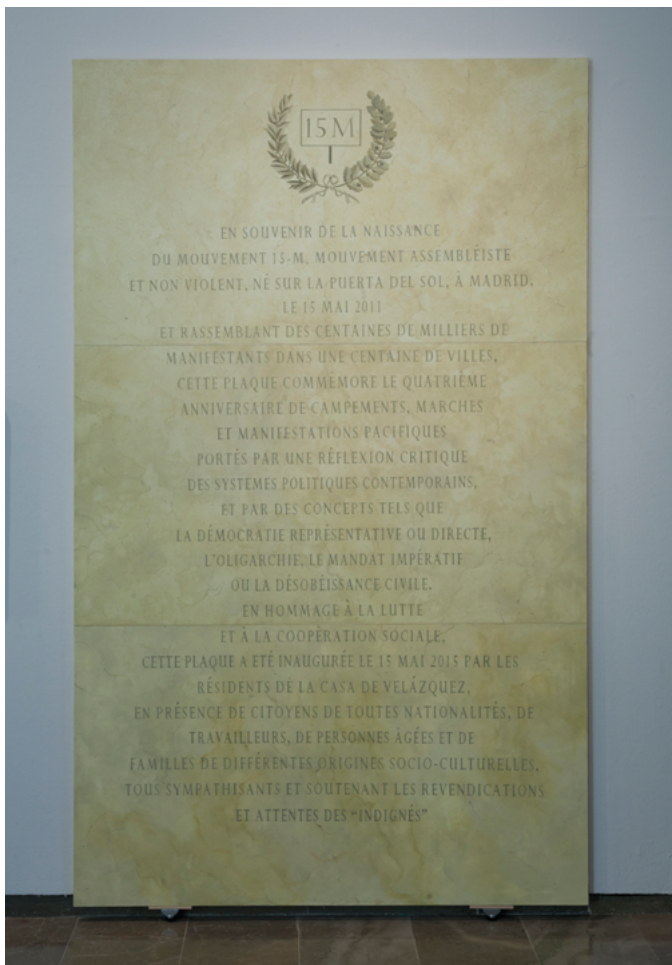 15M
EN SOUVENIR DE LA NAISSANCE
DU MOUVEMENT 15-M, MOUVEMENT ASSEMBLÉISTE
ET NON VIOLENT, NÉ SUR LA PUERTA DEL SOL, À MADRID,
LE 15 MAI 2011
ET RASSEMBLANT DES CENTAINES DE MILLIERS DE
MANIFESTANTS DANS UNE CENTAINE DE VILLES,
CETTE PLAQUE COMMEMORE LE QUATRIÈME
ANNIVERSAIRE DE CAMPEMENTS, MARCHES
ET MANIFESTATIONS PACIFIQUES
PORTÉS PAR UNE RÉFLEXION CRITIQUE
DES SYSTÈMES POLITIQUES CONTEMPORAINS,
ET PAR DES CONCEPTS TELS QUE
LA DÉMOCRATIE REPRÉSENTATIVE OU DIRECTE,
L'OLIGARCHIE, LE MANDAT IMPÉRATIF
OU LA DÉSOBÉISSANCE CIVILE.
EN HOMMAGE À LA LUTTE
ET À LA COOPÉRATION SOCIALE,
CETTE PLAQUE A ETÉ INAUGURÉE LE 15 MAI 2015 PAR LES
RÉSIDENTS DE LA CASA DE VELÁZQUEZ,
EN PRÉSENCE DE CITOYENS DE TOUTES NATIONALITÉS, DE
TRAVAILLEURS, DE PERSONNES ÂGÉES ET DE
FAMILLES DE DIFFÉRENTES ORIGINES SOCIO-CULTURELLES,
TOUS SYMPATHISANTS ET SOUTENANT LES REVENDICATIONS
ET ATTENTES DES "INDIGNÉS"